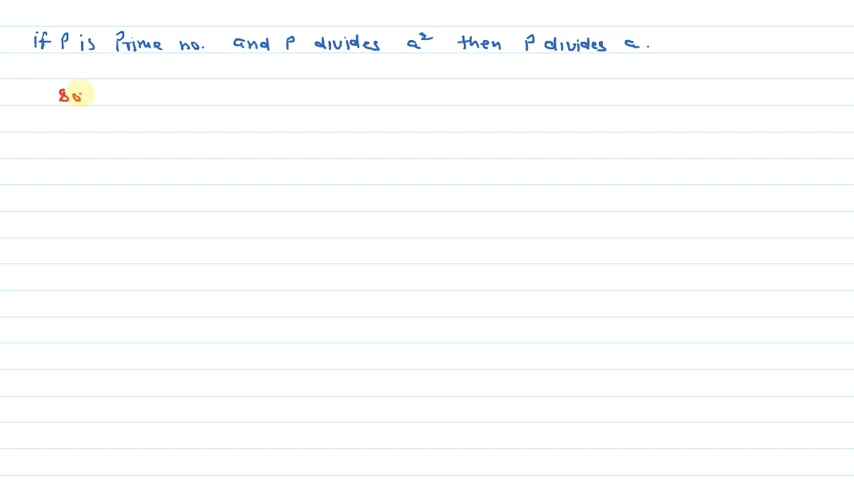 if P is Prime no. and P divides a² then P divides a.
so